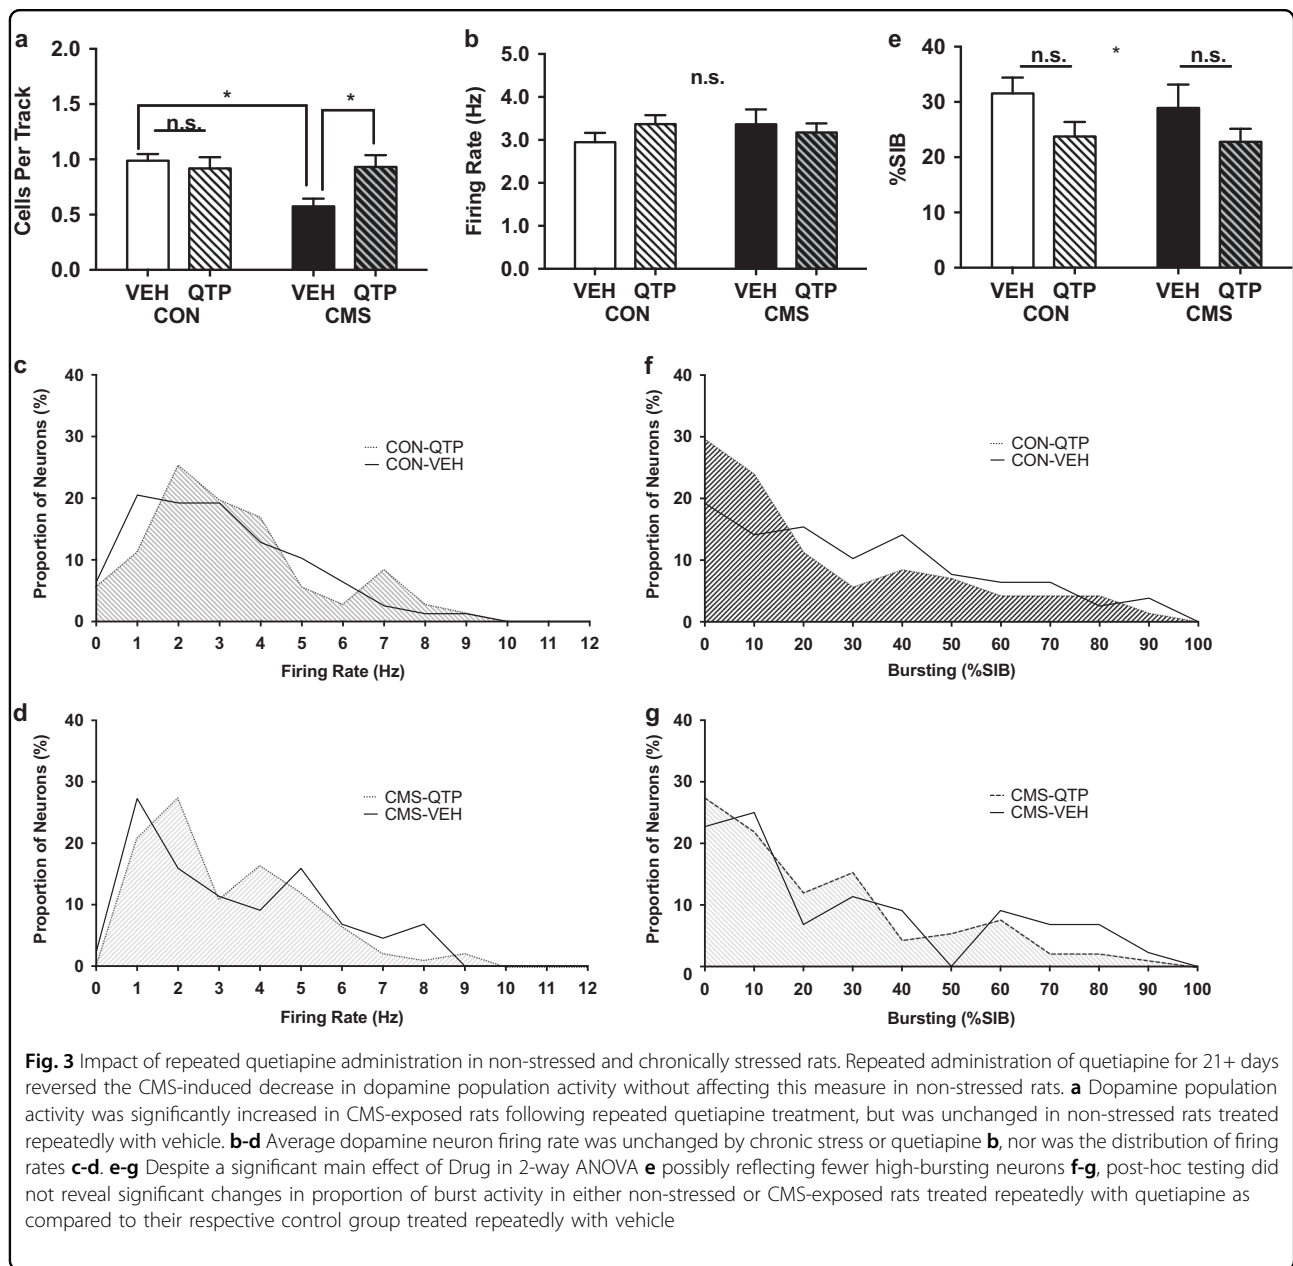 a
2.0
1.5
1.0
0.5
0.0
Cells Per Track
*
*
n.s.
VEH QTP VEH QTP
CON CMS
b
5.0
4.0
3.0
2.0
1.0
0.0
Firing Rate (Hz)
n.s.
VEH QTP VEH QTP
CON CMS
e
40
30
20
10
0
%SIB
n.s. * n.s.
VEH QTP VEH QTP
CON CMS
c
40
30
20
10
0
Proportion of Neurons (%)
CON-QTP
CON-VEH
0 1 2 3 4 5 6 7 8 9 10 11 12
Firing Rate (Hz)
f
40
30
20
10
0
Proportion of Neurons (%)
CON-QTP
CON-VEH
0 10 20 30 40 50 60 70 80 90 100
Bursting (%SIB)
d
40
30
20
10
0
Proportion of Neurons (%)
CMS-QTP
CMS-VEH
0 1 2 3 4 5 6 7 8 9 10 11 12
Firing Rate (Hz)
g
40
30
20
10
0
Proportion of Neurons (%)
CMS-QTP
CMS-VEH
0 10 20 30 40 50 60 70 80 90 100
Bursting (%SIB)
Fig. 3 Impact of repeated quetiapine administration in non-stressed and chronically stressed rats. Repeated administration of quetiapine for 21+ days
reversed the CMS-induced decrease in dopamine population activity without affecting this measure in non-stressed rats. a Dopamine population
activity was significantly increased in CMS-exposed rats following repeated quetiapine treatment, but was unchanged in non-stressed rats treated
repeatedly with vehicle. b-d Average dopamine neuron firing rate was unchanged by chronic stress or quetiapine b, nor was the distribution of firing
rates c-d. e-g Despite a significant main effect of Drug in 2-way ANOVA e possibly reflecting fewer high-bursting neurons f-g, post-hoc testing did
not reveal significant changes in proportion of burst activity in either non-stressed or CMS-exposed rats treated repeatedly with quetiapine as
compared to their respective control group treated repeatedly with vehicle